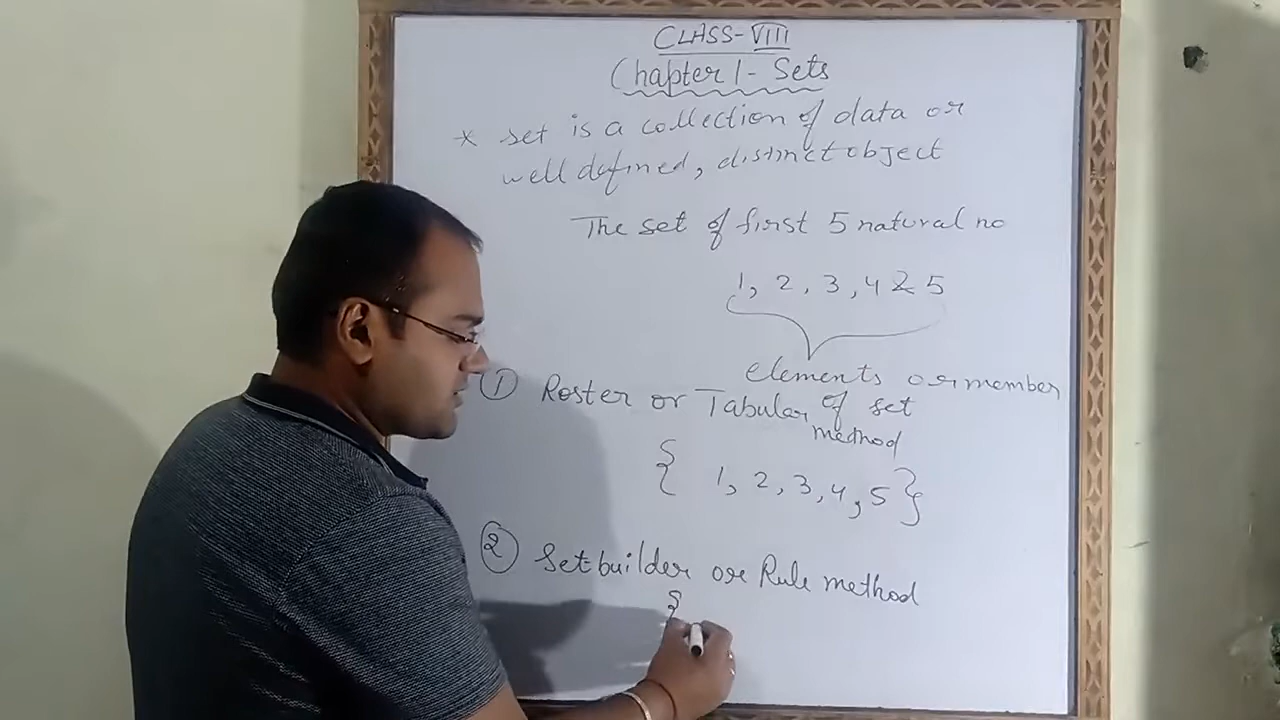 CLASS-VIII
Chapter 1- Sets
* set is a collection of data or
well defined, distinct object
The set of first 5 natural no
1, 2, 3, 4 & 5
elements or member
of set
① Roster or Tabular
method
{ 1, 2, 3, 4, 5 }
② Setbuilder or Rule method
{